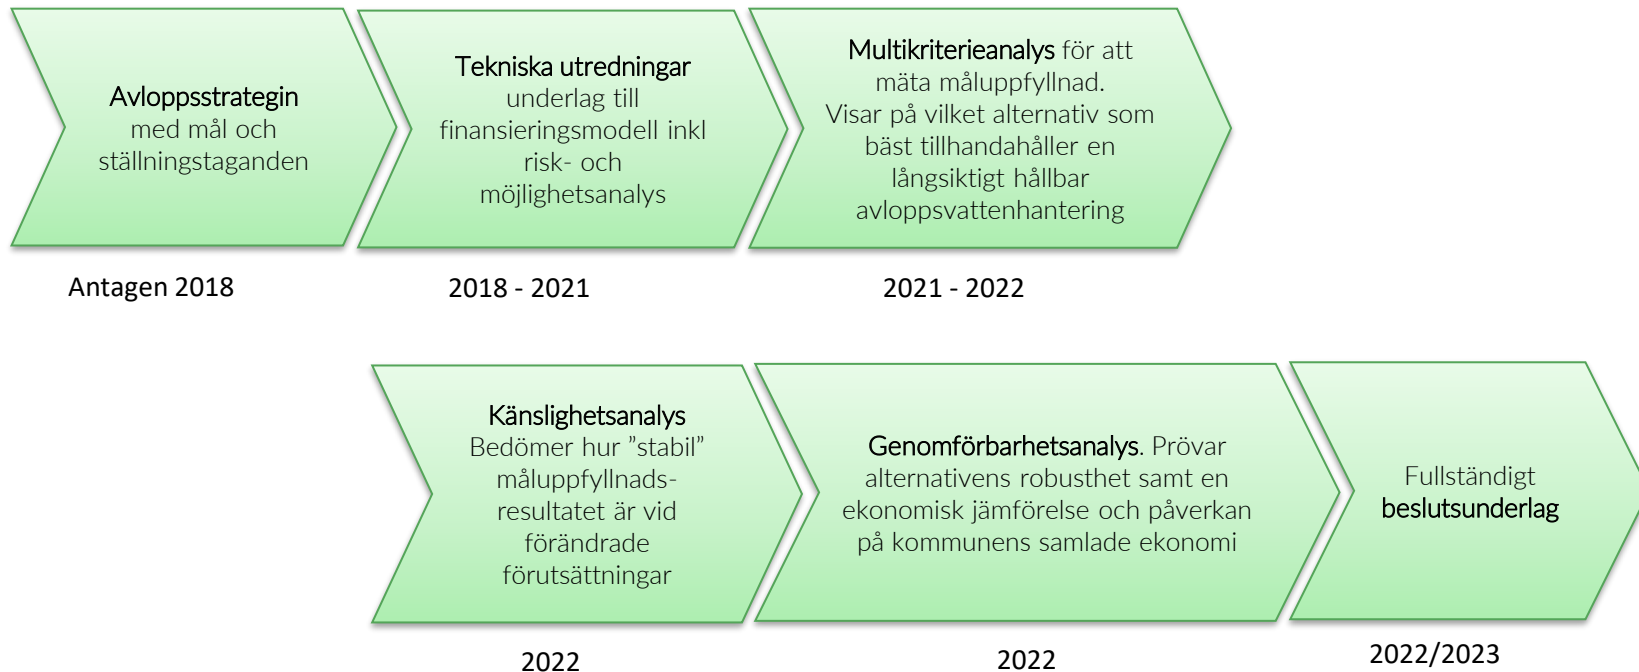 Avloppsstrategin
med mål och
ställningstaganden
Tekniska utredningar
underlag till
finansieringsmodell inkl
risk- och
möjlighetsanalys
Multikriterieanalys för att
mäta måluppfyllnad.
Visar på vilket alternativ som
bäst tillhandahåller en
långsiktigt hållbar
avloppsvattenhantering
Antagen 2018
2018 - 2021
2021 - 2022
Känslighetsanalys
Bedömer hur ”stabil”
måluppfyllnads-
resultatet är vid
förändrade
förutsättningar
Genomförbarhetsanalys. Prövar
alternativens robusthet samt en
ekonomisk jämförelse och påverkan
på kommunens samlade ekonomi
Fullständigt
beslutsunderlag
2022
2022
2022/2023